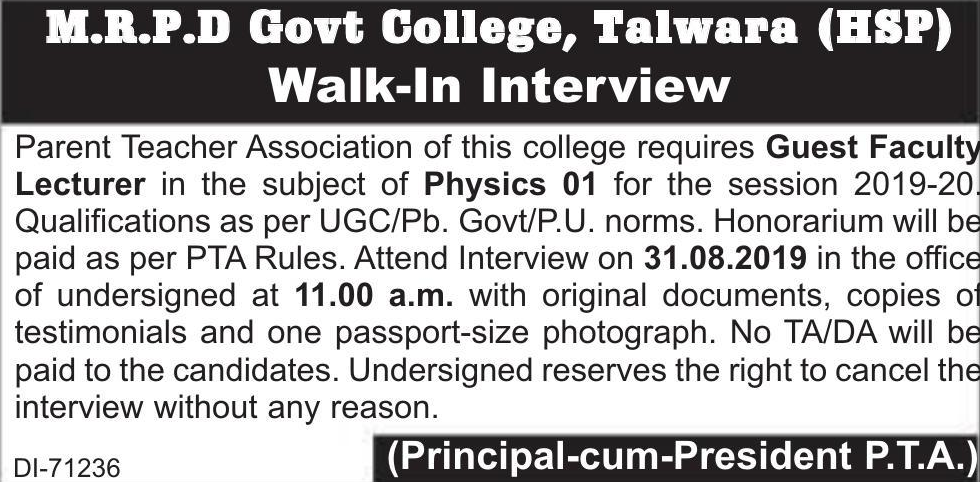 M.R.P.D Govt College, Talwara (HSP)
Walk-In Interview
Parent Teacher Association of this college requires Guest Faculty
Lecturer in the subject of Physics 01 for the session 2019-20.
Qualifications as per UGC/Pb. Govt/P.U. norms. Honorarium will be
paid as per PTA Rules. Attend Interview on 31.08.2019 in the office
of undersigned at 11.00 a.m. with original documents, copies of
testimonials and one passport-size photograph. No TA/DA will be
paid to the candidates. Undersigned reserves the right to cancel the
interview without any reason.
DI-71236
(Principal-cum-President P.T.A.)